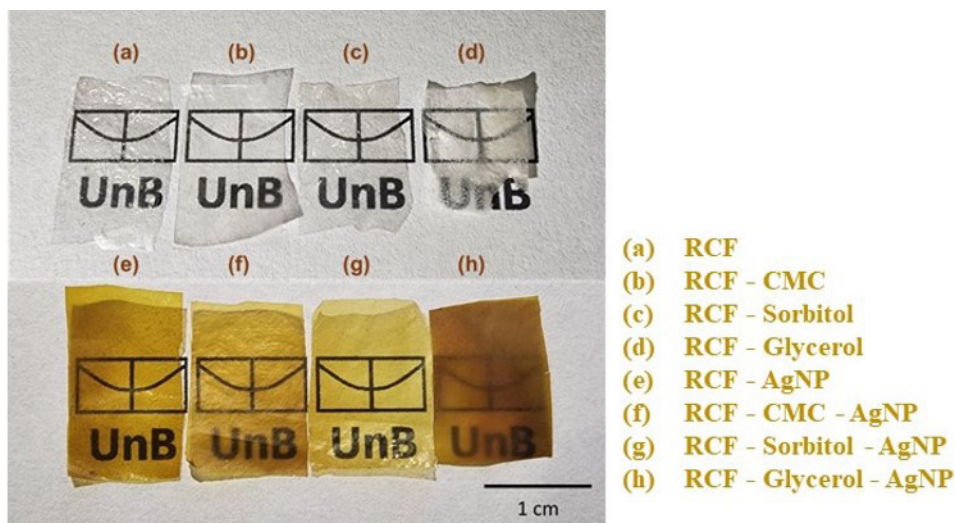 (a) (b) (c) (d)
UnB UnB UnB UnB
(e) (f) (g) (h)
UnB UnB UnB UnB
1 cm
(a) RCF
(b) RCF - CMC
(c) RCF - Sorbitol
(d) RCF - Glycerol
(e) RCF - AgNP
(f) RCF - CMC - AgNP
(g) RCF - Sorbitol - AgNP
(h) RCF - Glycerol - AgNP